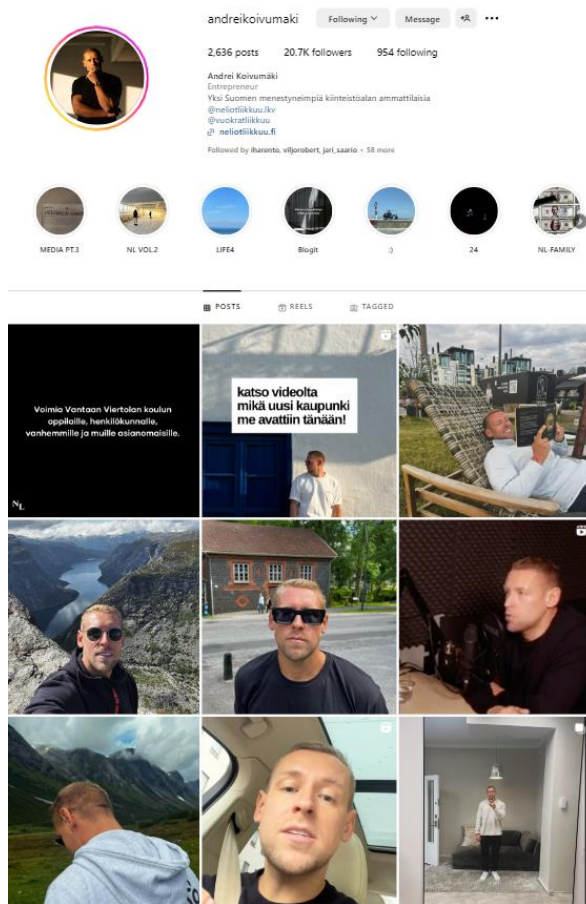 andreikoivumaki Following Message
2,636 posts 20.7K followers 954 following
Andrei Koivumäki
Entrepreneur
Yksi Suomen menestyneimpiä kiinteistöalan ammattilaisia
@neliotliikkuu.lkv
@vuokratliikkuu
neliotliikkuu.fi
Followed by iharento, viljorobert, jari_saario + 58 more
MEDIA PT.3 NL VOL.2 LIFE4 Blogit :) 24 NL-FAMILY
POSTS REELS TAGGED
Voimia Vantaan Viertolan koulun
oppilaille, henkilökunnalle,
vanhemmille ja muille asianomaisille.
NL
katso videolta
mikä uusi kaupunki
me avattiin tänään!